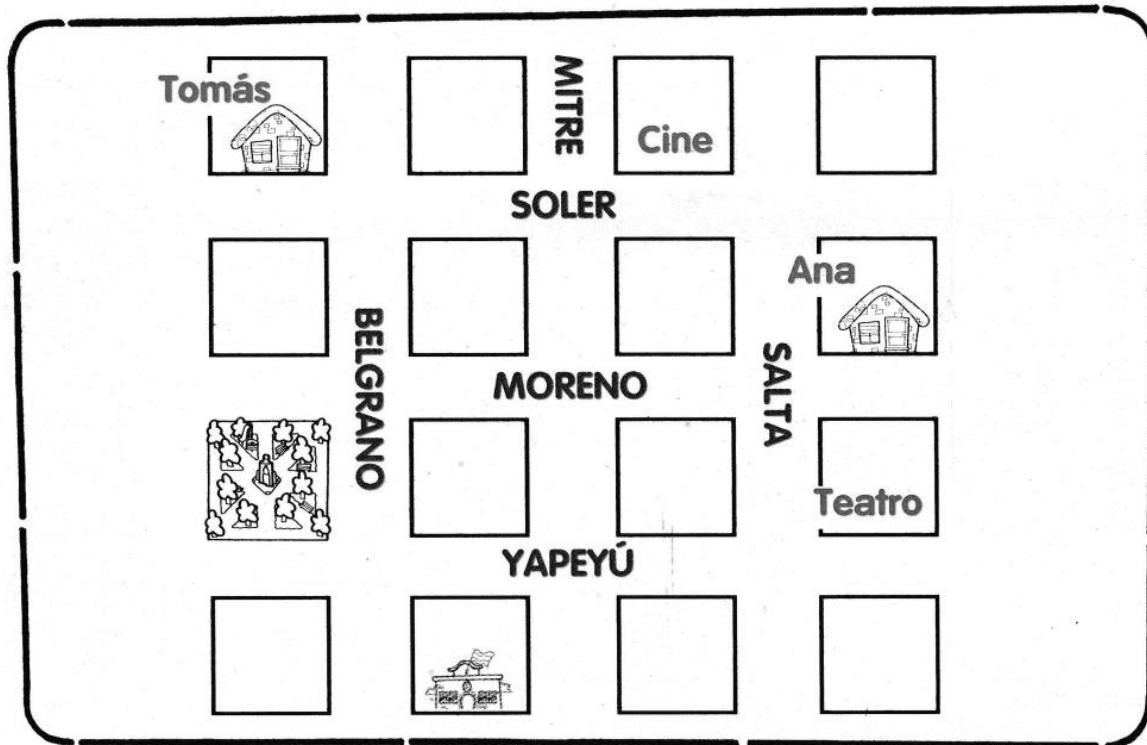 Tomás
MITRE
Cine
SOLER
Ana
BELGRANO
MORENO
SALTA
Teatro
YAPEYÚ